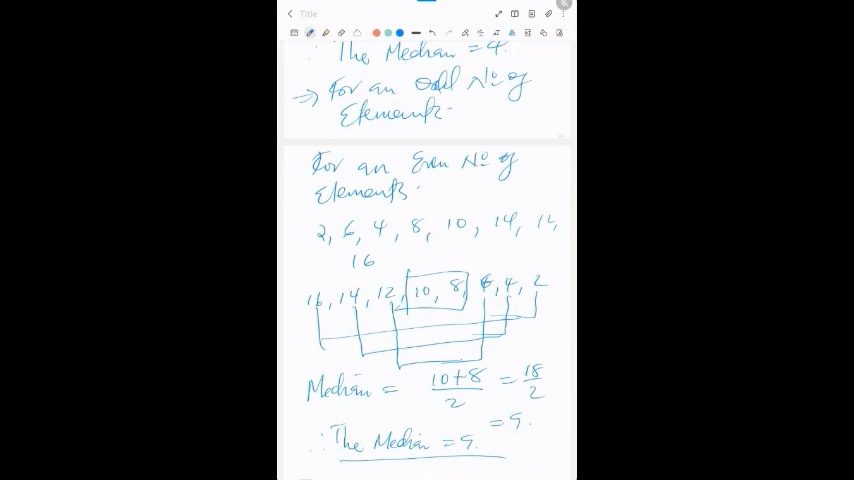 Title
∴ The Median = 4.
⇒ For an Odd No of
Elements.
For an Even No of
Elements.
2, 6, 4, 8, 10, 14, 12,
16
16, 14, 12, 10, 8, 6, 4, 2
Median = 10+8/2 = 18/2
= 9.
∴ The Median = 9.